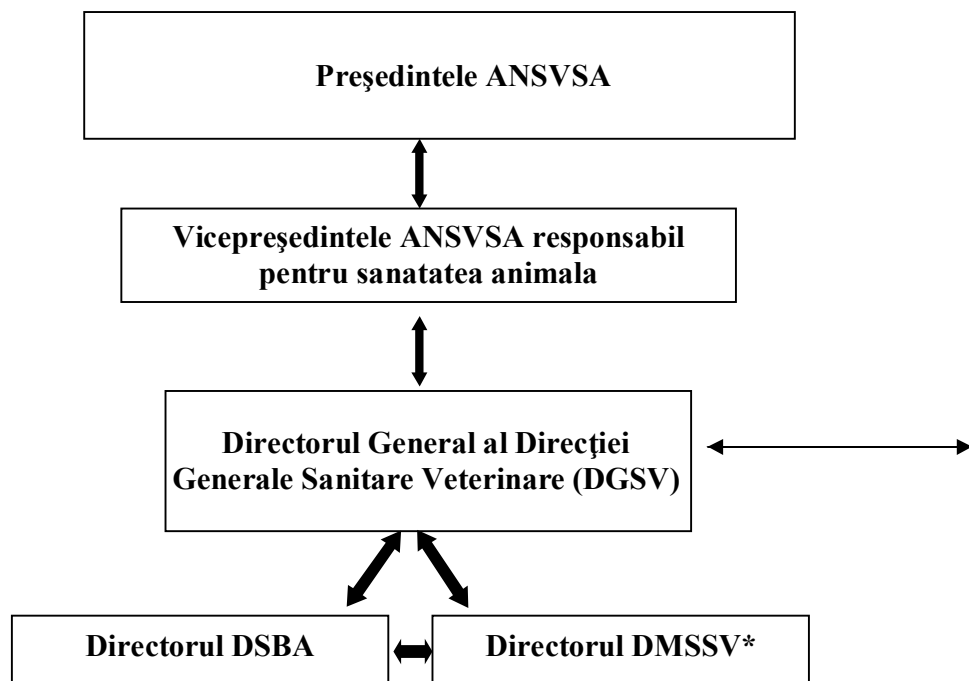 Preşedintele ANSVSA
Vicepreşedintele ANSVSA responsabil
pentru sanatatea animala
Directorul General al Direcţiei
Generale Sanitare Veterinare (DGSV)
Directorul DSBA
Directorul DMSSV*